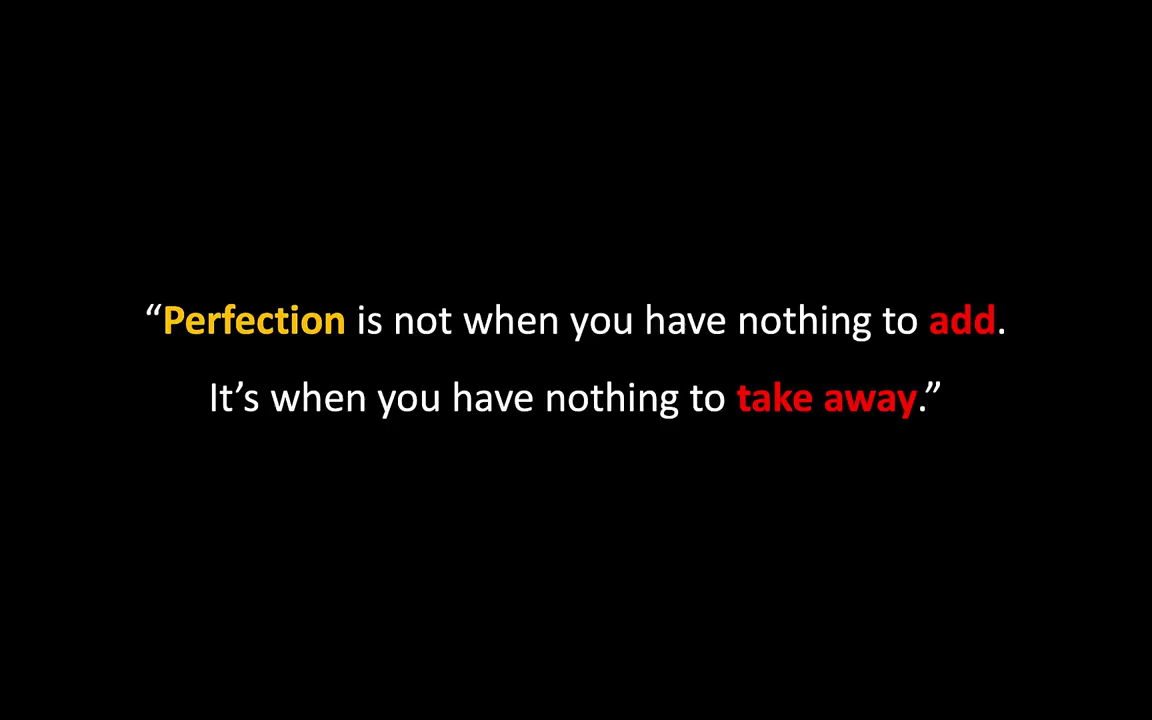 “Perfection is not when you have nothing to add.
It’s when you have nothing to take away.”